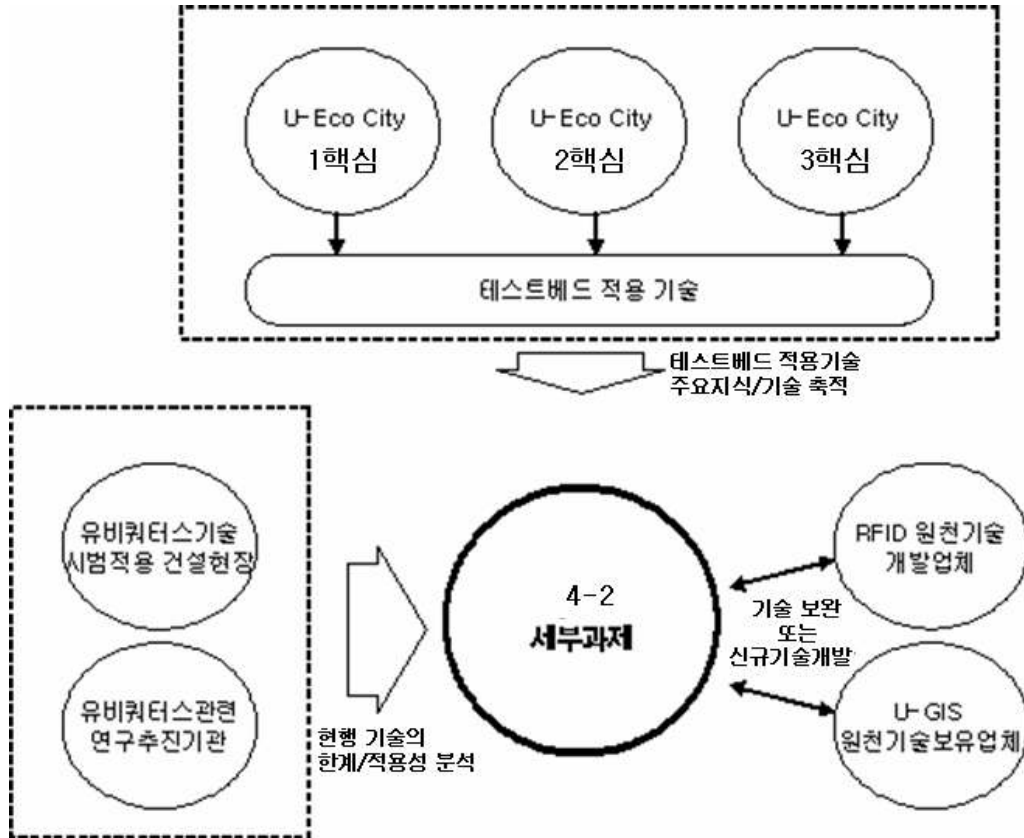 U-Eco City
1핵심
U-Eco City
2핵심
U-Eco City
3핵심
테스트베드 적용 기술
테스트베드 적용기술
주요지식/기술 축적
유비쿼터스기술
시범적용 건설현장
유비쿼터스관련
연구추진기관
현행 기술의
한계/적용성 분석
4-2
세부과제
기술 보완
또는
신규기술개발
RFID 원천기술
개발업체
U-GIS
원천기술보유업체